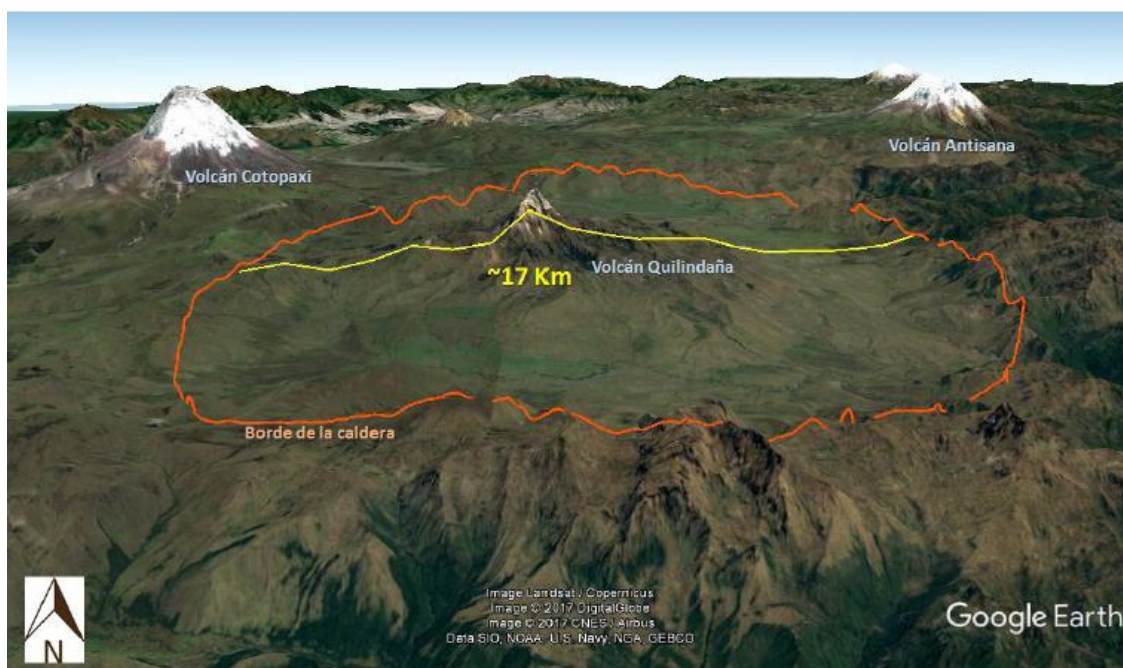 Volcán Antisana
Volcán Cotopaxi
Volcán Quilindaña
~17 Km
Borde de la caldera
Image Landsat / Copernicus
Image © 2017 DigitalGlobe
Image © 2017 CNES / Airbus
Data SIO, NOAA, U.S. Navy, NGA, GEBCO
Google Earth
N